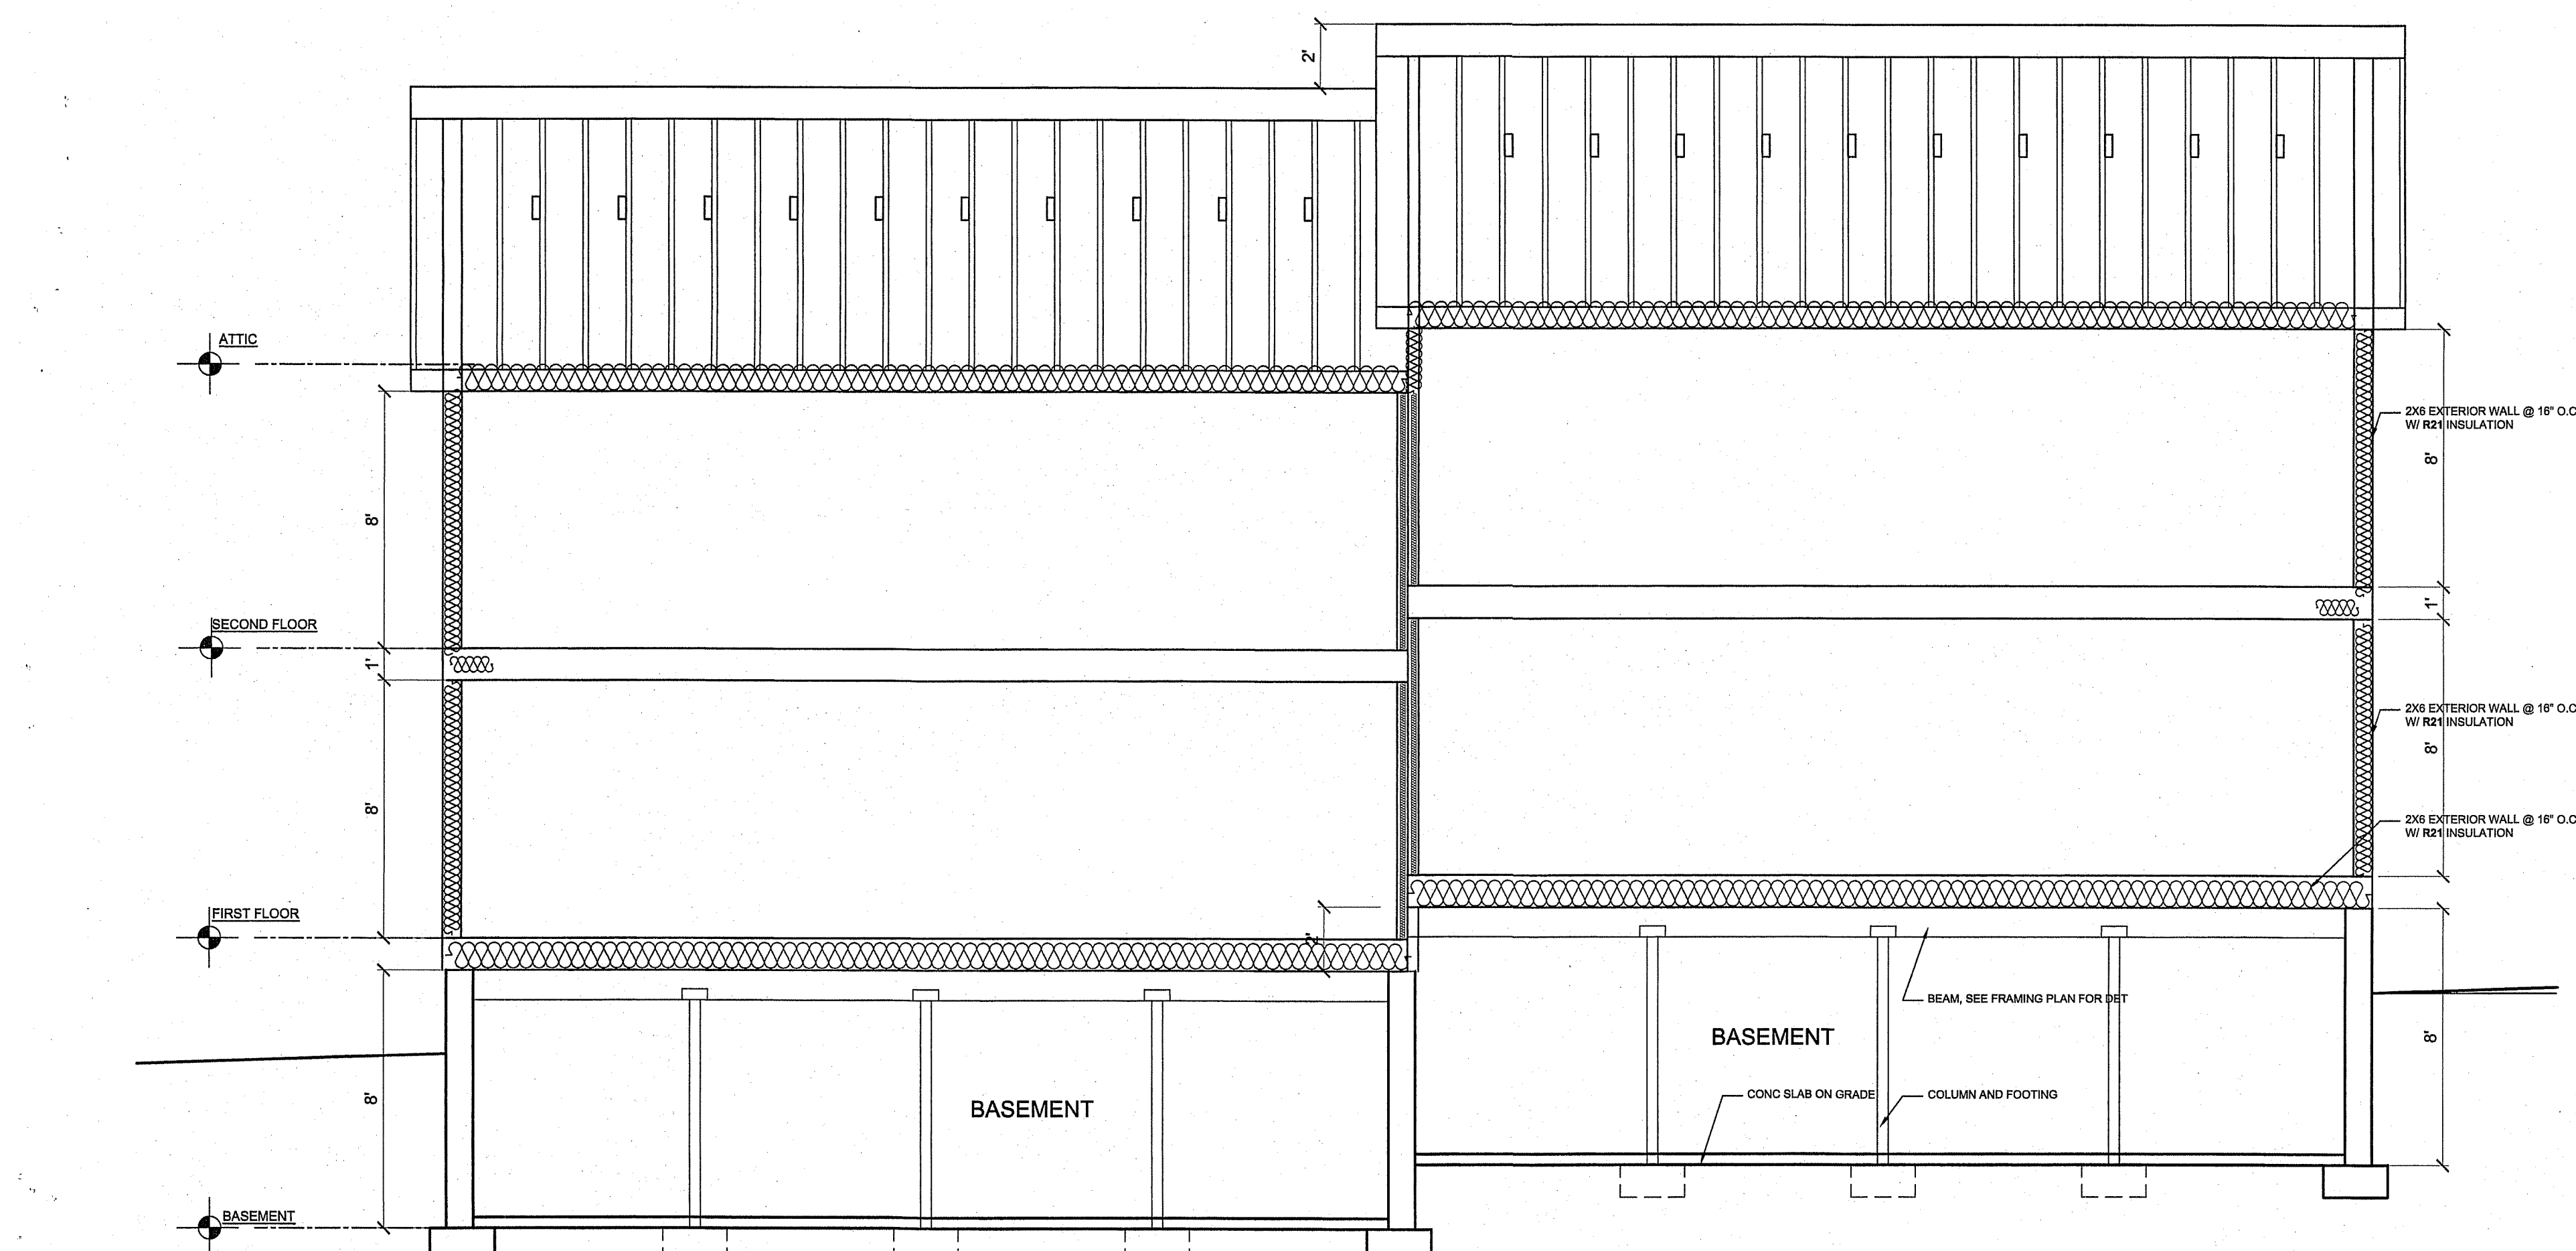 2'
ATTIC
2X6 EXTERIOR WALL @ 16" O.C
W/ R21 INSULATION
8'
8'
SECOND FLOOR
1'
1'
2X6 EXTERIOR WALL @ 16" O.C
W/ R21 INSULATION
8'
8'
2X6 EXTERIOR WALL @ 16" O.C
W/ R21 INSULATION
FIRST FLOOR
2'
BEAM, SEE FRAMING PLAN FOR DET
BASEMENT
8'
CONC SLAB ON GRADE
COLUMN AND FOOTING
8'
BASEMENT
BASEMENT